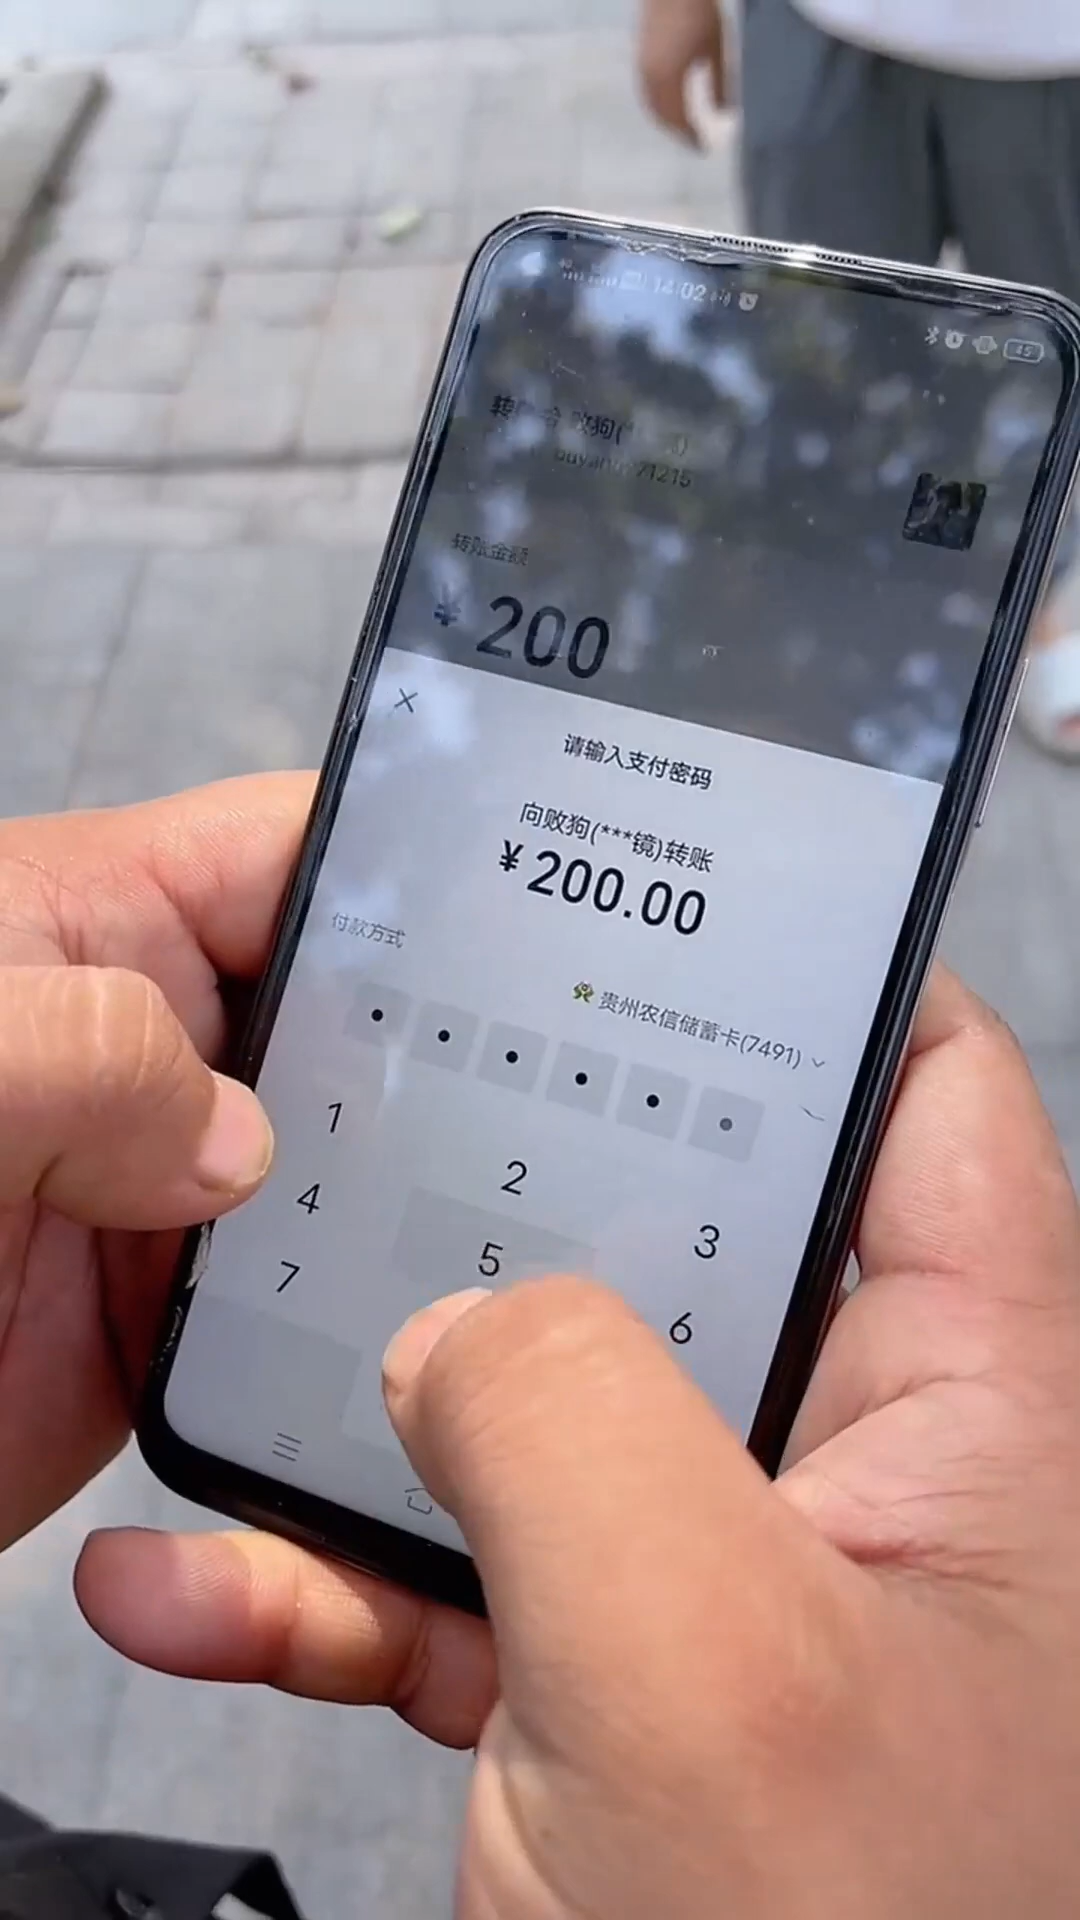 14:02
45
转账金额
¥ 200
请输入支付密码
向败狗(***镜)转账
¥200.00
付款方式
贵州农信储蓄卡(7491)
1
2
3
4
5
6
7